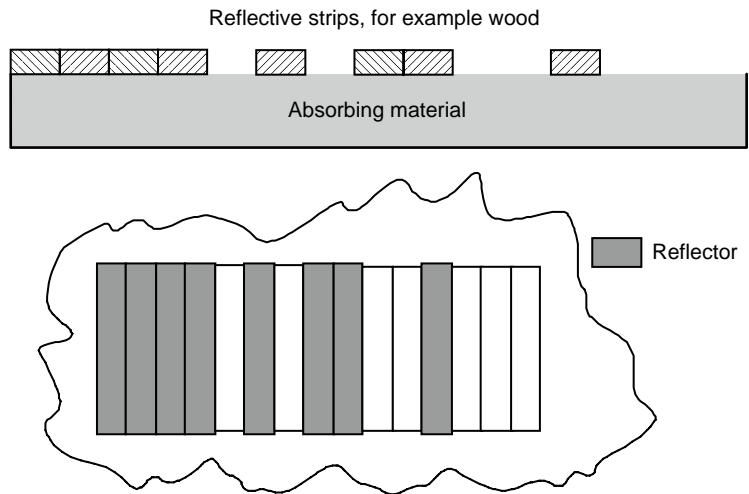 Reflective strips, for example wood
Absorbing material
Reflector